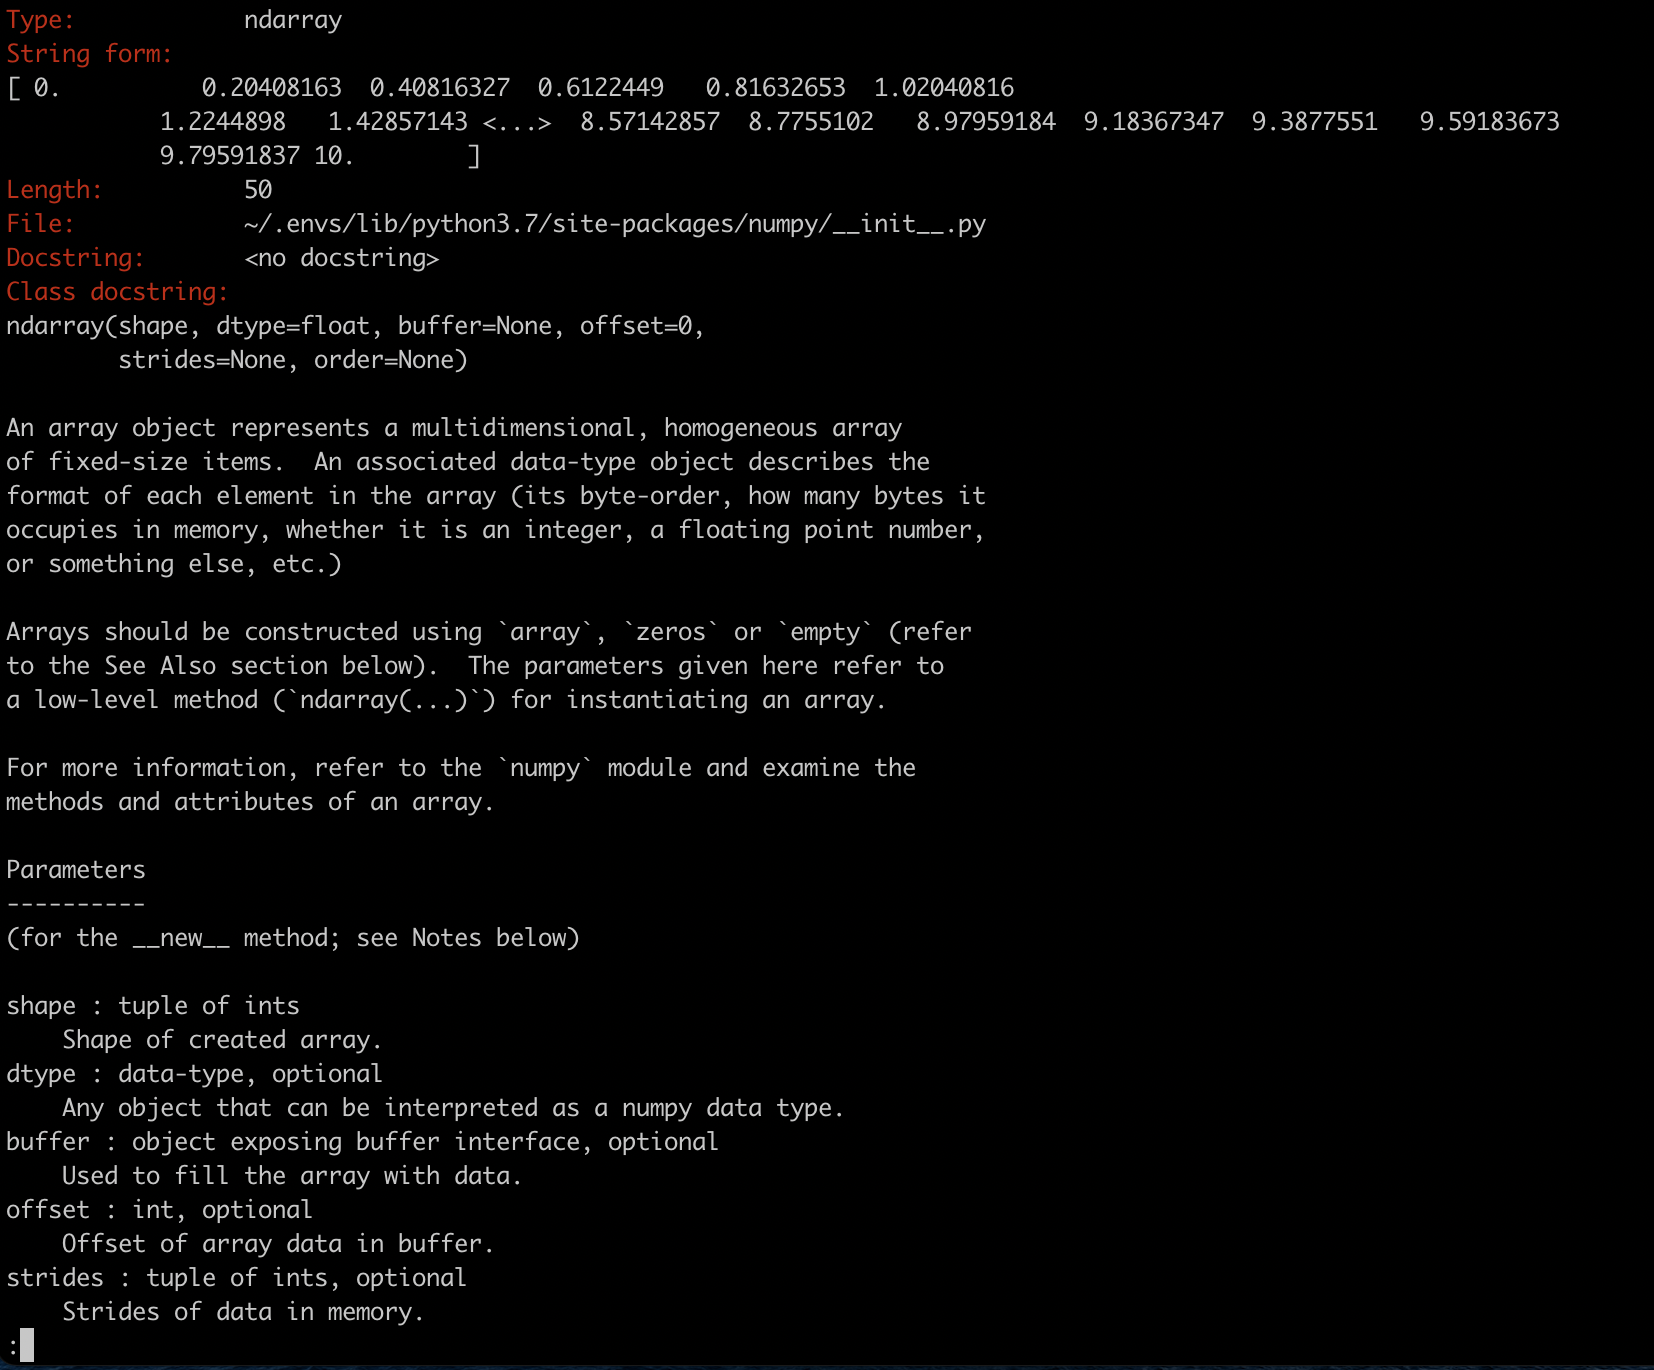 Type:            ndarray
String form:
[ 0.          0.20408163  0.40816327  0.6122449   0.81632653  1.02040816
           1.2244898   1.42857143 <...>  8.57142857  8.7755102   8.97959184  9.18367347  9.3877551   9.59183673
           9.79591837 10.        ]
Length:          50
File:            ~/.envs/lib/python3.7/site-packages/numpy/__init__.py
Docstring:       <no docstring>
Class docstring:
ndarray(shape, dtype=float, buffer=None, offset=0,
        strides=None, order=None)

An array object represents a multidimensional, homogeneous array
of fixed-size items.  An associated data-type object describes the
format of each element in the array (its byte-order, how many bytes it
occupies in memory, whether it is an integer, a floating point number,
or something else, etc.)

Arrays should be constructed using `array`, `zeros` or `empty` (refer
to the See Also section below).  The parameters given here refer to
a low-level method (`ndarray(...)`) for instantiating an array.

For more information, refer to the `numpy` module and examine the
methods and attributes of an array.

Parameters
----------
(for the __new__ method; see Notes below)

shape : tuple of ints
    Shape of created array.
dtype : data-type, optional
    Any object that can be interpreted as a numpy data type.
buffer : object exposing buffer interface, optional
    Used to fill the array with data.
offset : int, optional
    Offset of array data in buffer.
strides : tuple of ints, optional
    Strides of data in memory.
: